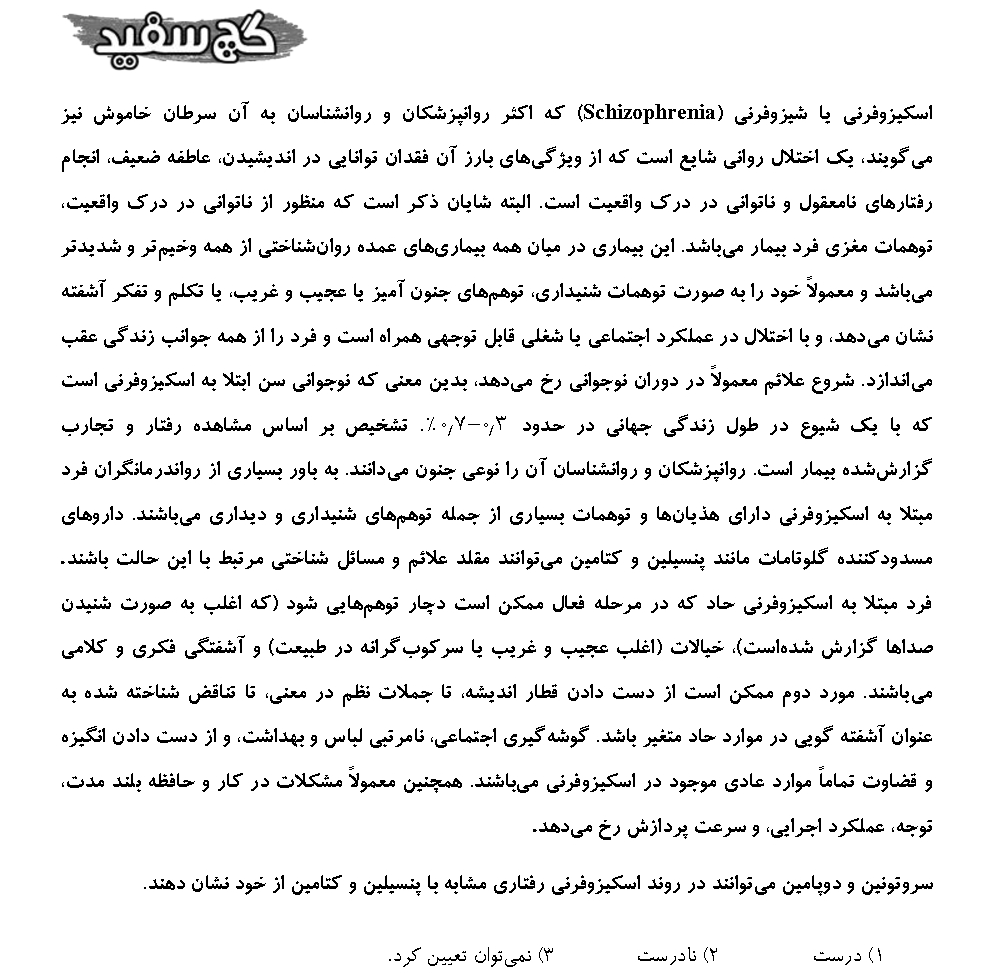 گچ سفید
اسکیزوفرنی یا شیزوفرنی (Schizophrenia) که اکثر روانپزشکان و روانشناسان به آن سرطان خاموش نیز
می‌گویند، یک اختلال روانی شایع است که از ویژگی‌های بارز آن فقدان توانایی در اندیشیدن، عاطفه ضعیف، انجام
رفتارهای نامعقول و ناتوانی در درک واقعیت است. البته شایان ذکر است که منظور از ناتوانی در درک واقعیت،
توهمات مغزی فرد بیمار می‌باشد. این بیماری در میان همه بیماری‌های عمده روان‌شناختی از همه وخیم‌تر و شدیدتر
می‌باشد و معمولاً خود را به صورت توهمات شنیداری، توهم‌های جنون آمیز یا عجیب و غریب، یا تکلم و تفکر آشفته
نشان می‌دهد، و با اختلال در عملکرد اجتماعی یا شغلی قابل توجهی همراه است و فرد را از همه جوانب زندگی عقب
می‌اندازد. شروع علائم معمولاً در دوران نوجوانی رخ می‌دهد، بدین معنی که نوجوانی سن ابتلا به اسکیزوفرنی است
که با یک شیوع در طول زندگی جهانی در حدود ۰٫۳-۰٫۷٪. تشخیص بر اساس مشاهده رفتار و تجارب
گزارش‌شده بیمار است. روانپزشکان و روانشناسان آن را نوعی جنون می‌دانند. به باور بسیاری از رواندرمانگران فرد
مبتلا به اسکیزوفرنی دارای هذیان‌ها و توهمات بسیاری از جمله توهم‌های شنیداری و دیداری می‌باشند. داروهای
مسدودکننده گلوتامات مانند پنسیلین و کتامین می‌توانند مقلد علائم و مسائل شناختی مرتبط با این حالت باشند.
فرد مبتلا به اسکیزوفرنی حاد که در مرحله فعال ممکن است دچار توهم‌هایی شود (که اغلب به صورت شنیدن
صداها گزارش شده‌است)، خیالات (اغلب عجیب و غریب یا سرکوب‌گرانه در طبیعت) و آشفتگی فکری و کلامی
می‌باشند. مورد دوم ممکن است از دست دادن قطار اندیشه، تا جملات نظم در معنی، تا تناقض شناخته شده به
عنوان آشفته گویی در موارد حاد متغیر باشد. گوشه‌گیری اجتماعی، نامرتبی لباس و بهداشت، و از دست دادن انگیزه
و قضاوت تماماً موارد عادی موجود در اسکیزوفرنی می‌باشند. همچنین معمولاً مشکلات در کار و حافظه بلند مدت،
توجه، عملکرد اجرایی، و سرعت پردازش رخ می‌دهد.
سروتونین و دوپامین می‌توانند در روند اسکیزوفرنی رفتاری مشابه با پنسیلین و کتامین از خود نشان دهند.
۱) درست ۲) نادرست ۳) نمی‌توان تعیین کرد.